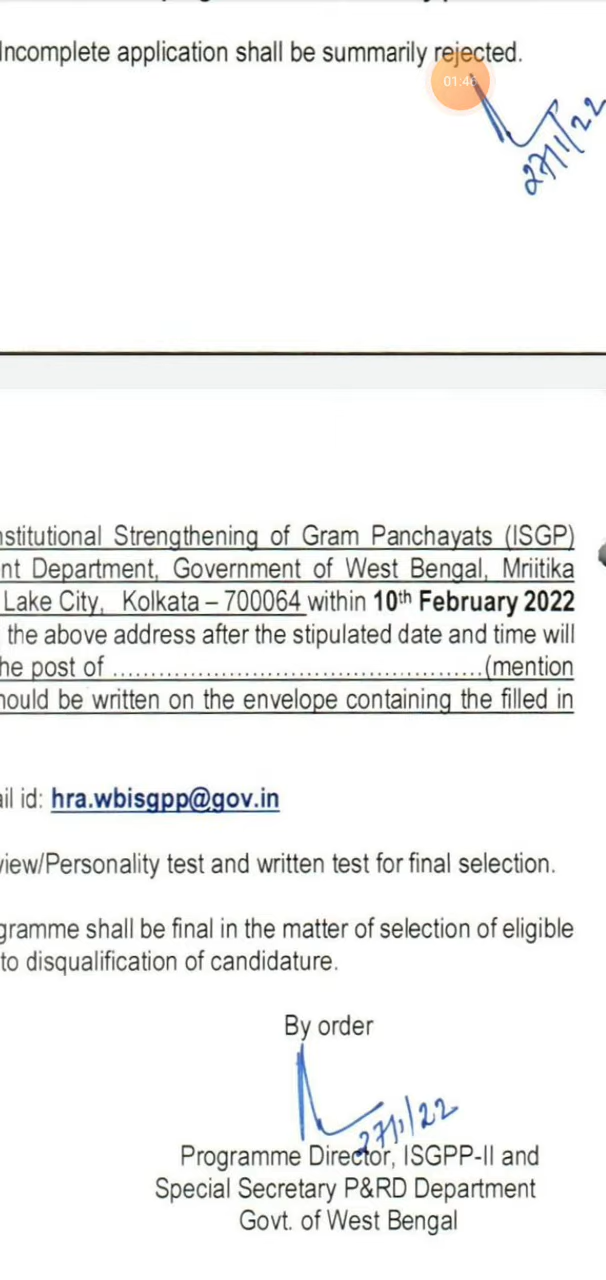 Incomplete application shall be summarily rejected.
01:46
27/1/22
nstitutional Strengthening of Gram Panchayats (ISGP)
nt Department, Government of West Bengal, Mriitika
Lake City, Kolkata – 700064 within 10th February 2022
the above address after the stipulated date and time will
he post of ................................................(mention
hould be written on the envelope containing the filled in
ail id: hra.wbisgpp@gov.in
view/Personality test and written test for final selection.
gramme shall be final in the matter of selection of eligible
to disqualification of candidature.
By order
27/1/22
Programme Director, ISGPP-II and
Special Secretary P&RD Department
Govt. of West Bengal